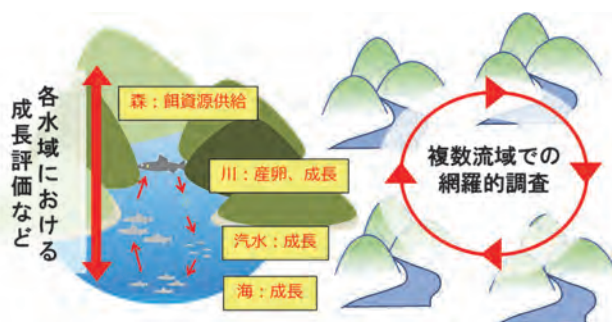 各水域における
成長評価など
森：餌資源供給
川：産卵、成長
汽水：成長
海：成長
複数流域での
網羅的調査